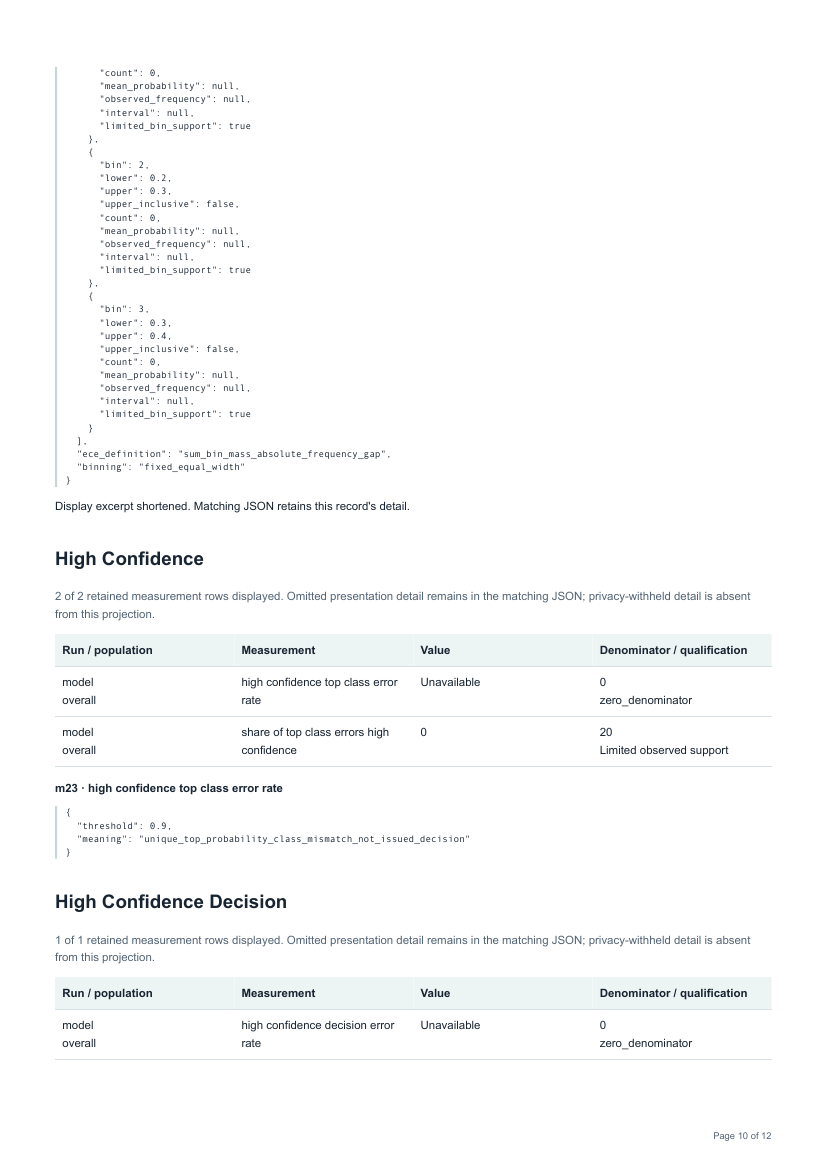 "count": 0,
"mean_probability": null,
"observed_frequency": null,
"interval": null,
"limited_bin_support": true
},
{
"bin": 2,
"lower": 0.2,
"upper": 0.3,
"upper_inclusive": false,
"count": 0,
"mean_probability": null,
"observed_frequency": null,
"interval": null,
"limited_bin_support": true
},
{
"bin": 3,
"lower": 0.3,
"upper": 0.4,
"upper_inclusive": false,
"count": 0,
"mean_probability": null,
"observed_frequency": null,
"interval": null,
"limited_bin_support": true
}
],
"ece_definition": "sum_bin_mass_absolute_frequency_gap",
"binning": "fixed_equal_width"
}
Display excerpt shortened. Matching JSON retains this record's detail.
High Confidence
2 of 2 retained measurement rows displayed. Omitted presentation detail remains in the matching JSON; privacy-withheld detail is absent
from this projection.
Run / population Measurement Value Denominator / qualification
model high confidence top class error Unavailable 0
overall rate zero_denominator
model share of top class errors high 0 20
overall confidence Limited observed support
m23 · high confidence top class error rate
{
"threshold": 0.9,
"meaning": "unique_top_probability_class_mismatch_not_issued_decision"
}
High Confidence Decision
1 of 1 retained measurement rows displayed. Omitted presentation detail remains in the matching JSON; privacy-withheld detail is absent
from this projection.
Run / population Measurement Value Denominator / qualification
model high confidence decision error Unavailable 0
overall rate zero_denominator
Page 10 of 12